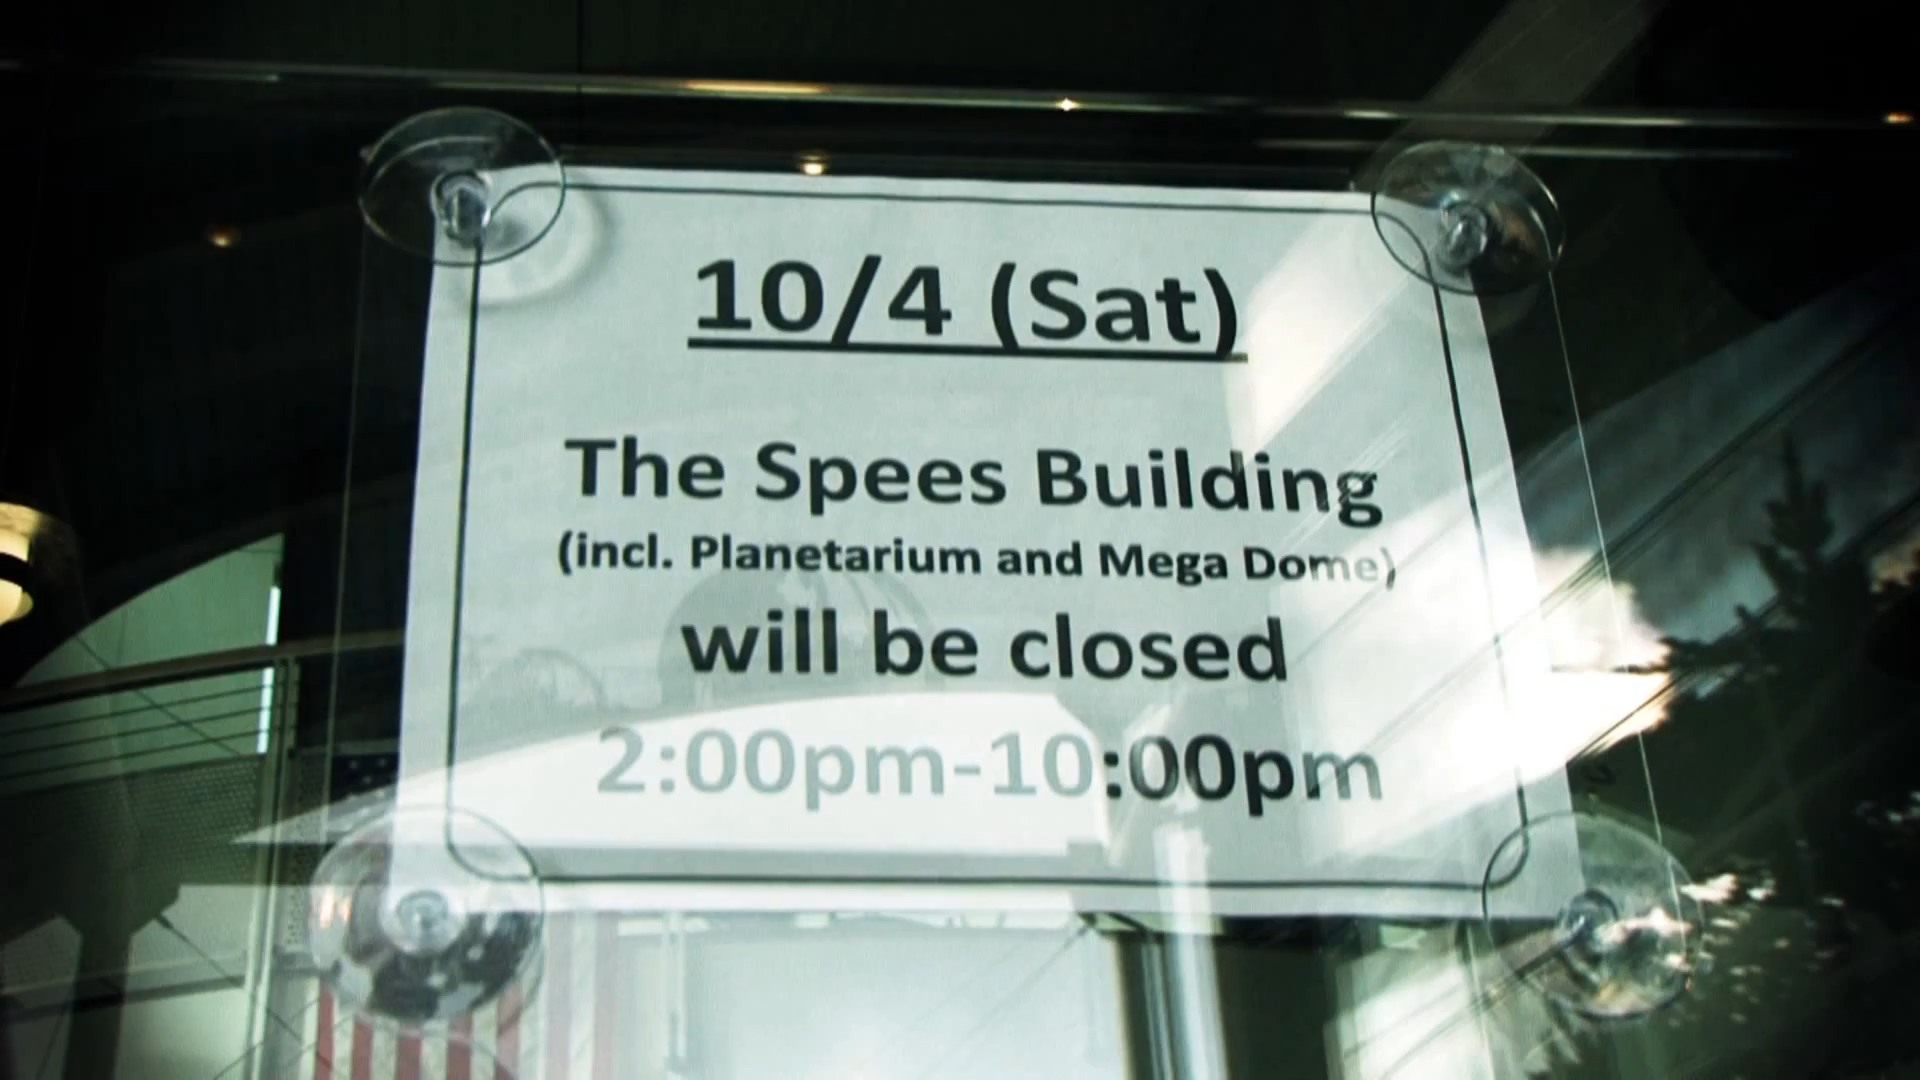 10/4 (Sat)
The Spees Building
(incl. Planetarium and Mega Dome)
will be closed
2:00pm-10:00pm